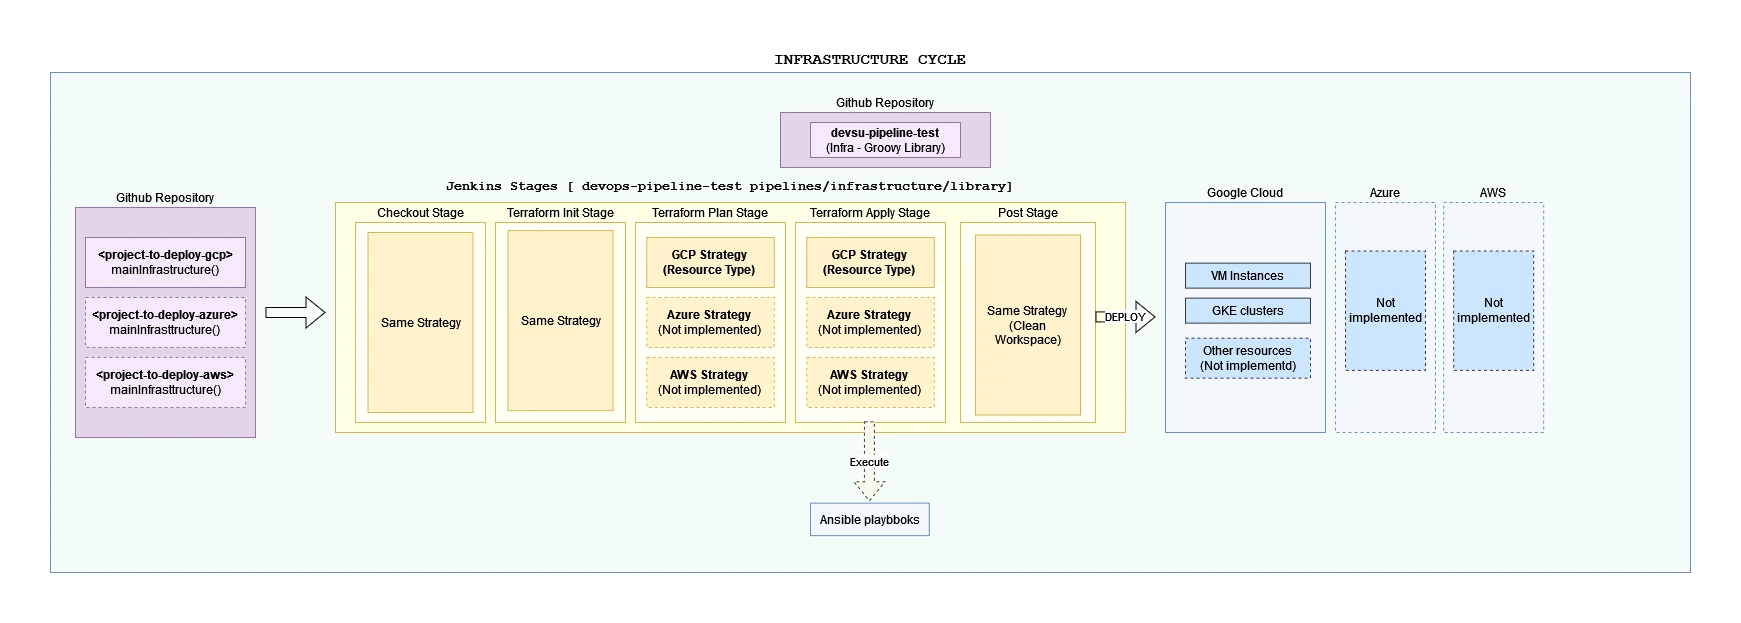 INFRASTRUCTURE CYCLE
Github Repository
devsu-pipeline-test
(Infra - Groovy Library)
Jenkins Stages [ devops-pipeline-test pipelines/infrastructure/library]
Github Repository
<project-to-deploy-gcp>
mainInfrastructure()
<project-to-deploy-azure>
mainInfrasttructure()
<project-to-deploy-aws>
mainInfrasttructure()
Checkout Stage
Same Strategy
Terraform Init Stage
Same Strategy
Terraform Plan Stage
GCP Strategy
(Resource Type)
Azure Strategy
(Not implemented)
AWS Strategy
(Not implemented)
Terraform Apply Stage
GCP Strategy
(Resource Type)
Azure Strategy
(Not implemented)
AWS Strategy
(Not implemented)
Post Stage
Same Strategy
(Clean
Workspace)
DEPLOY
Google Cloud
VM Instances
GKE clusters
Other resources
(Not implementd)
Azure
Not
implemented
AWS
Not
implemented
Execute
Ansible playbboks